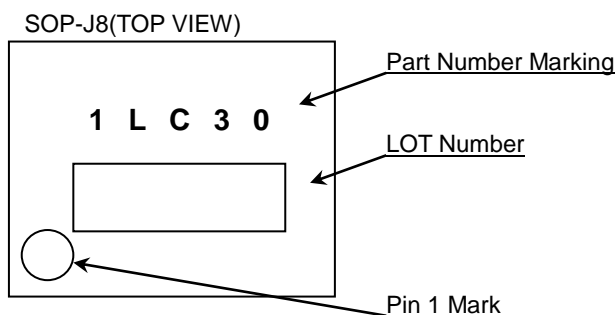 SOP-J8(TOP VIEW)
Part Number Marking
1 L C 3 0
LOT Number
Pin 1 Mark